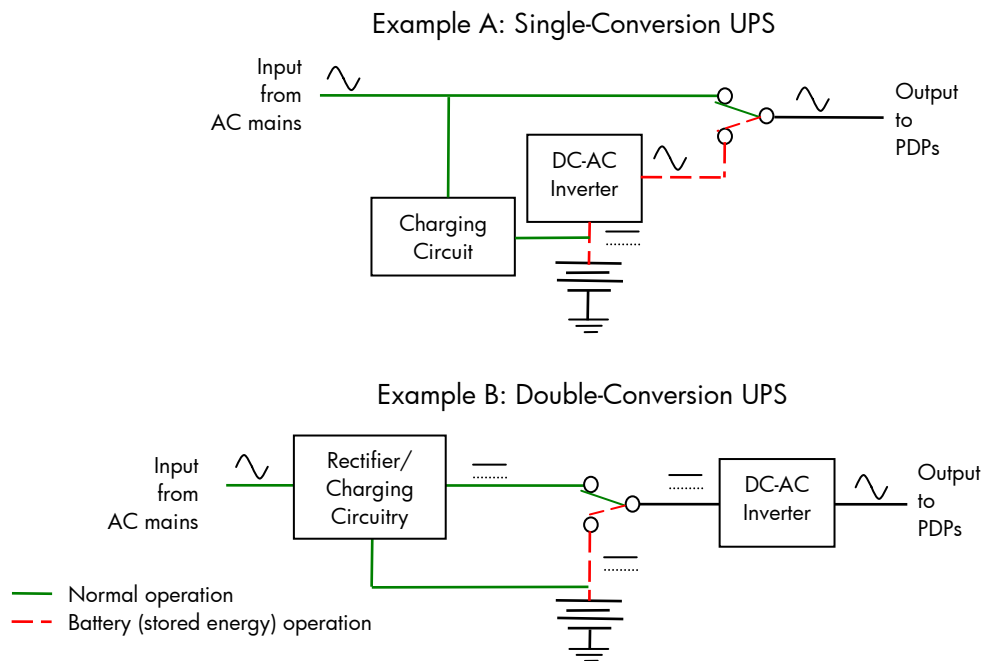 Example A: Single-Conversion UPS
Input
from
AC mains
Output
to
PDPs
DC-AC
Inverter
Charging
Circuit
Example B: Double-Conversion UPS
Input
from
AC mains
Rectifier/
Charging
Circuitry
DC-AC
Inverter
Output
to
PDPs
Normal operation
Battery (stored energy) operation